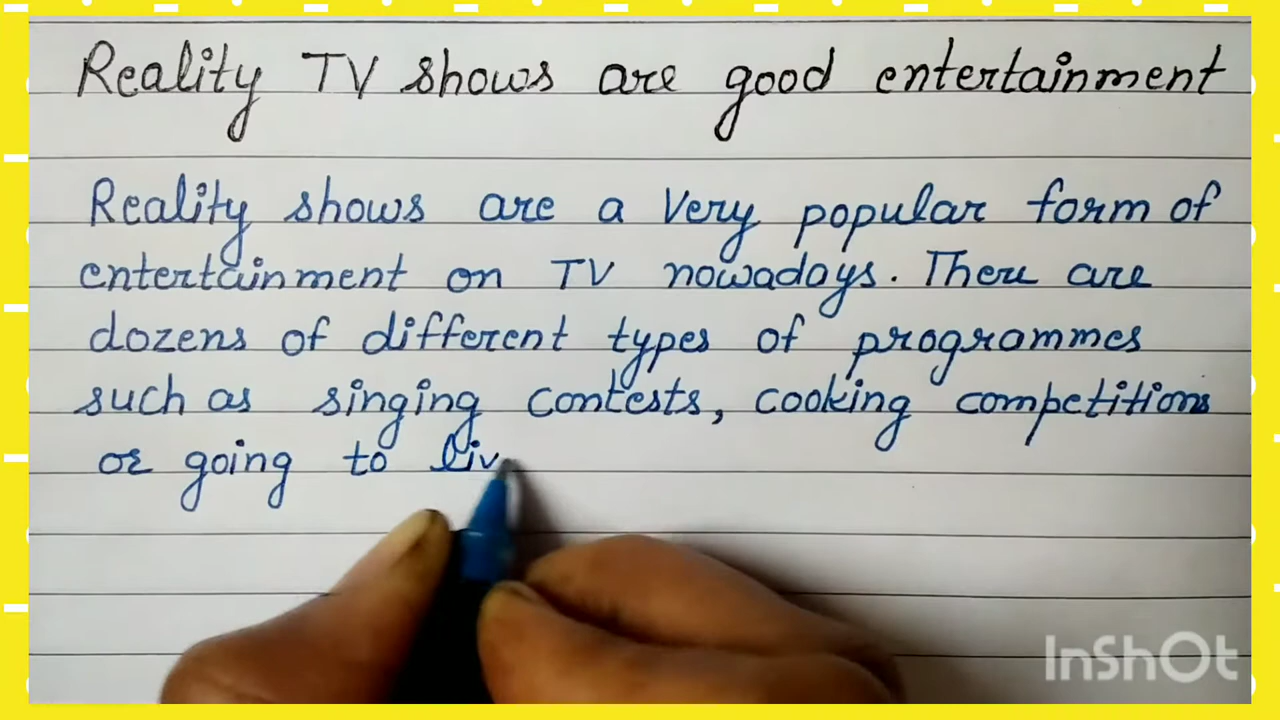 Reality TV shows are good entertainment
Reality shows are a very popular form of
entertainment on TV nowadays. There are
dozens of different types of programmes
such as singing contests, cooking competitions
or going to liv
InShOt